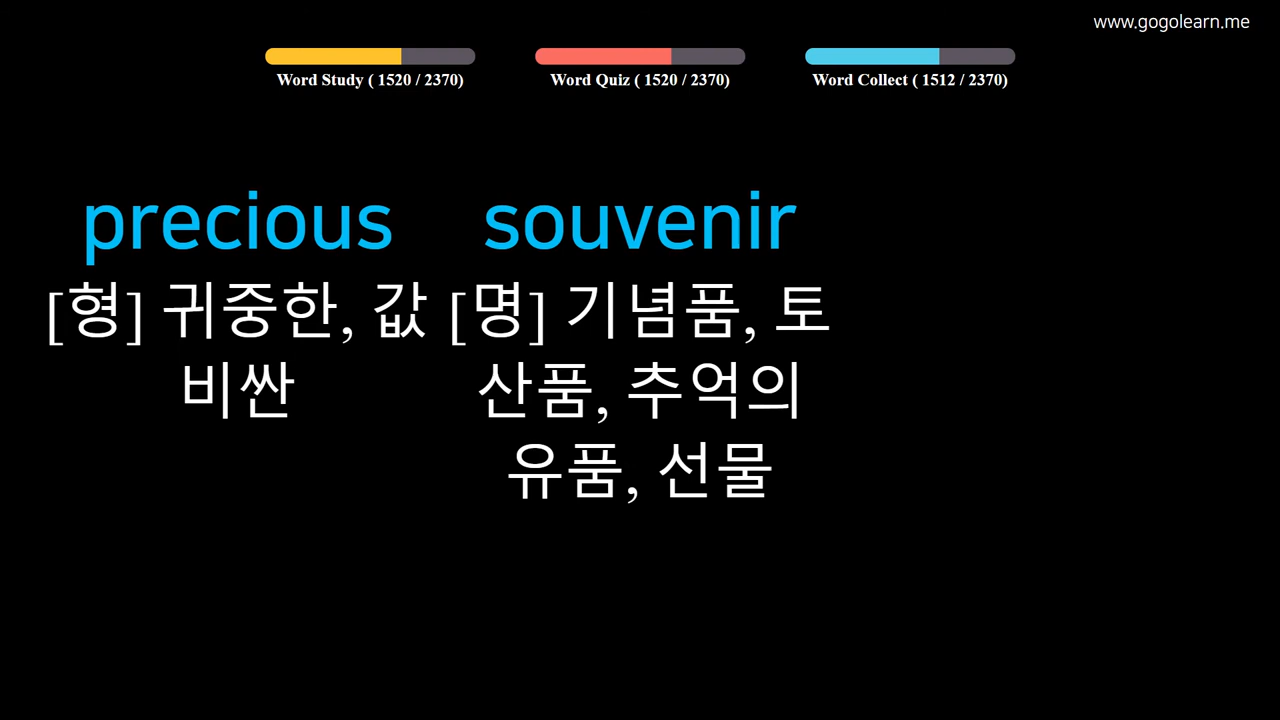 www.gogolearn.me
Word Study ( 1520 / 2370)
Word Quiz ( 1520 / 2370)
Word Collect ( 1512 / 2370)
precious
[형] 귀중한, 값
비싼
souvenir
[명] 기념품, 토
산품, 추억의
유품, 선물